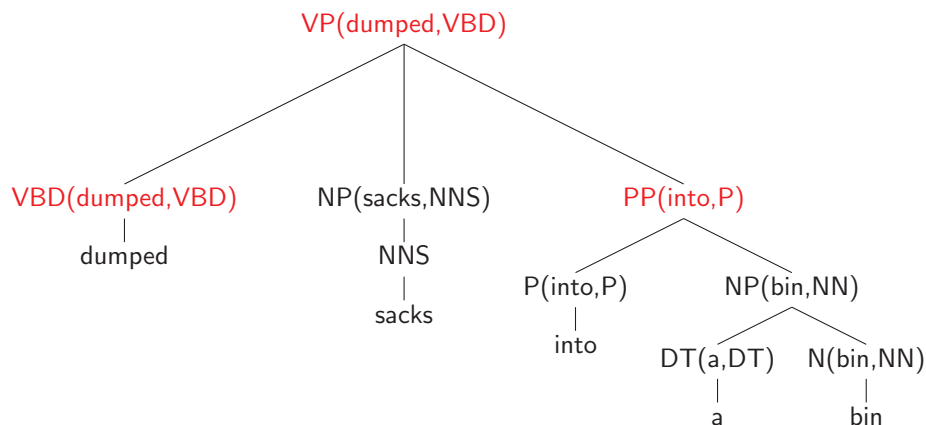 VP(dumped,VBD)
VBD(dumped,VBD) NP(sacks,NNS) PP(into,P)
dumped NNS P(into,P) NP(bin,NN)
sacks into DT(a,DT) N(bin,NN)
a bin